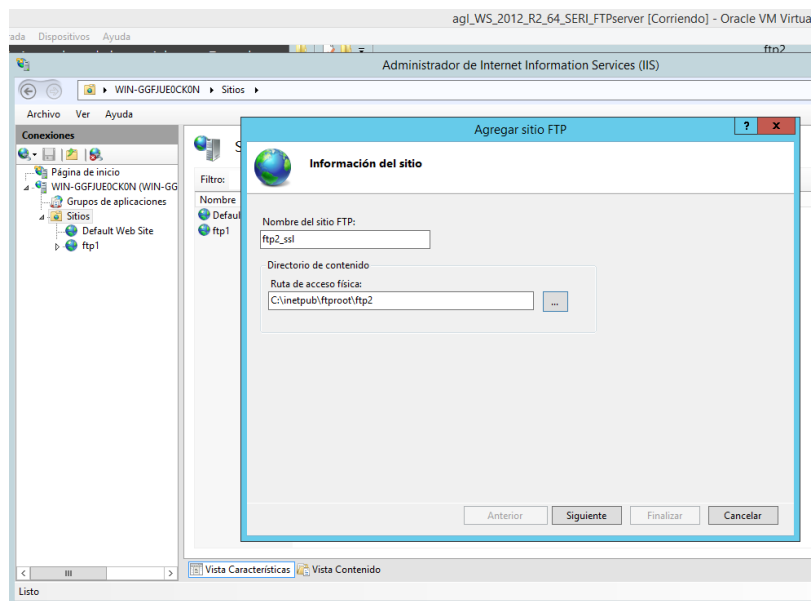 agl_WS_2012_R2_64_SERI_FTPserver [Corriendo] - Oracle VM Virtua
rada Dispositivos Ayuda
ftp2
Administrador de Internet Information Services (IIS)
WIN-GGFJUE0CK0N Sitios
Archivo Ver Ayuda
Conexiones
Página de inicio
WIN-GGFJUE0CK0N (WIN-GG
Grupos de aplicaciones
Sitios
Default Web Site
ftp1
S
Filtro:
Nombre
Defaul
ftp1
Agregar sitio FTP
? x
Información del sitio
Nombre del sitio FTP:
ftp2_ssl
Directorio de contenido
Ruta de acceso física:
C:\inetpub\ftproot\ftp2
...
Anterior Siguiente Finalizar Cancelar
Vista Características Vista Contenido
Listo